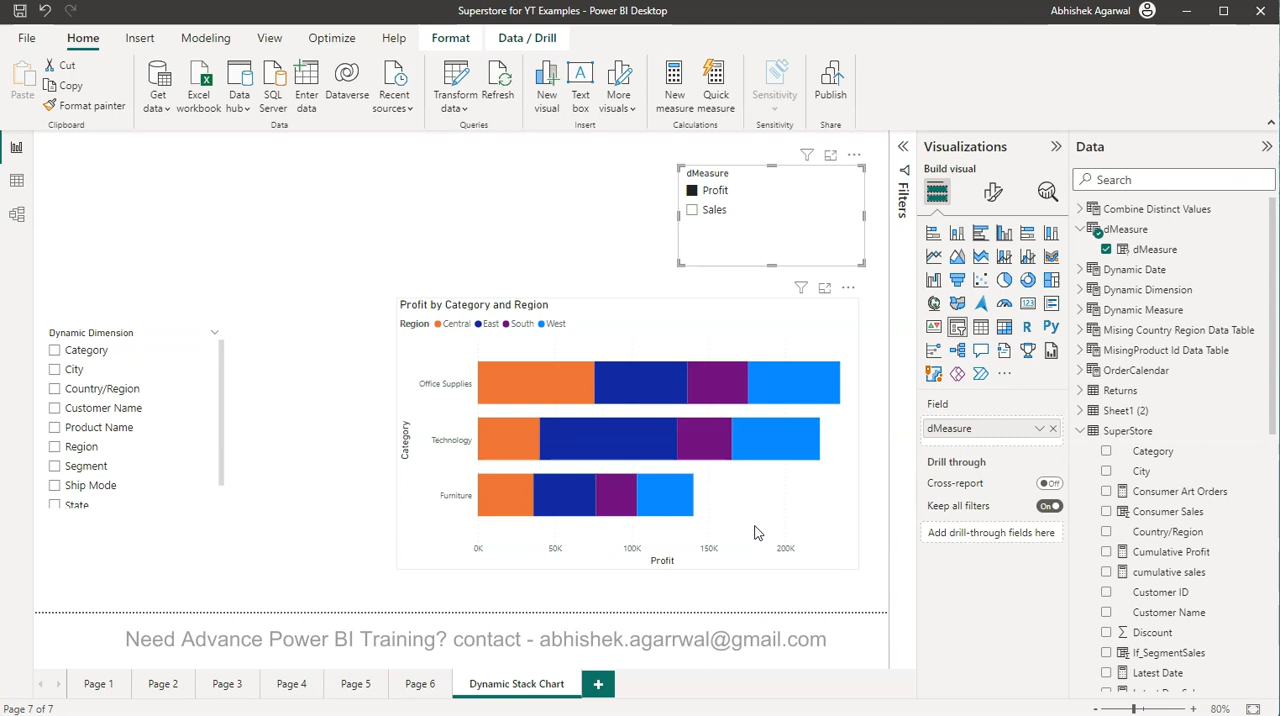 Superstore for YT Examples - Power BI Desktop
Abhishek Agarwal
File Home Insert Modeling View Optimize Help Format Data / Drill
Paste
Cut
Copy
Format painter
Clipboard
Get data
Excel workbook
Data hub
SQL Server
Enter data
Dataverse
Recent sources
Data
Transform data
Refresh
Queries
New visual
Text box
More visuals
Insert
New measure
Quick measure
Calculations
Sensitivity
Sensitivity
Publish
Share
dMeasure
Profit
Sales
Profit by Category and Region
Region Central East South West
Category
Office Supplies
Technology
Furniture
0K 50K 100K 150K 200K
Profit
Dynamic Dimension
Category
City
Country/Region
Customer Name
Product Name
Region
Segment
Ship Mode
State
Need Advance Power BI Training? contact - abhishek.agarrwal@gmail.com
Page 1 Page 2 Page 3 Page 4 Page 5 Page 6 Dynamic Stack Chart
Page 7 of 7
80%
Filters
Visualizations
Build visual
R Py
123
Field
dMeasure
Drill through
Cross-report Off
Keep all filters On
Add drill-through fields here
Data
Search
Combine Distinct Values
dMeasure
dMeasure
Dynamic Date
Dynamic Dimension
Dynamic Measure
Mising Country Region Data Table
MisingProduct Id Data Table
OrderCalendar
Returns
Sheet1 (2)
SuperStore
Category
City
Consumer Art Orders
Consumer Sales
Country/Region
Cumulative Profit
cumulative sales
Customer ID
Customer Name
Discount
If_SegmentSales
Latest Date